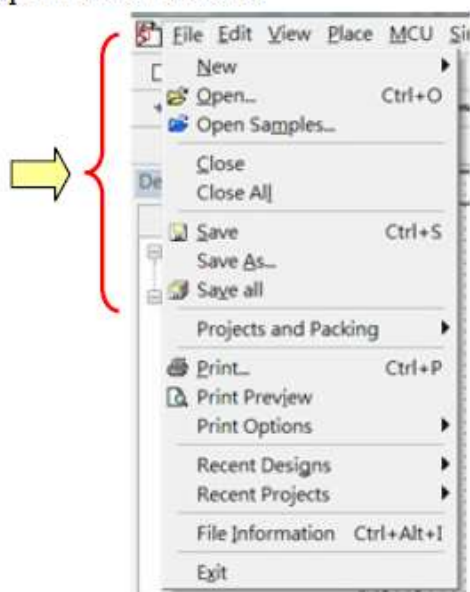 File Edit View Place MCU
New
Open... Ctrl+O
Open Samples...
De
Close
Close All
Save Ctrl+S
Save As...
Save all
Projects and Packing
Print... Ctrl+P
Print Preview
Print Options
Recent Designs
Recent Projects
File Information Ctrl+Alt+I
Exit